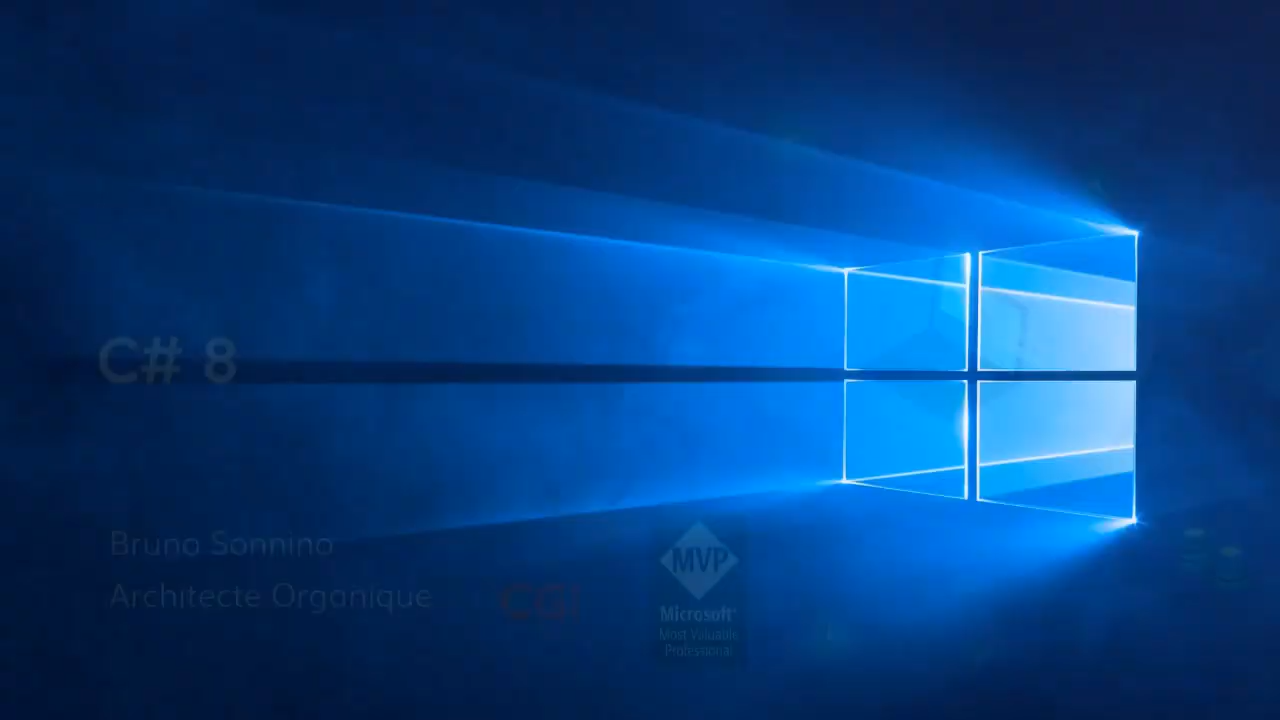 C# 8
Bruno Sonnino
Architecte Organique
CGI
MVP
Microsoft®
Most Valuable
Professional